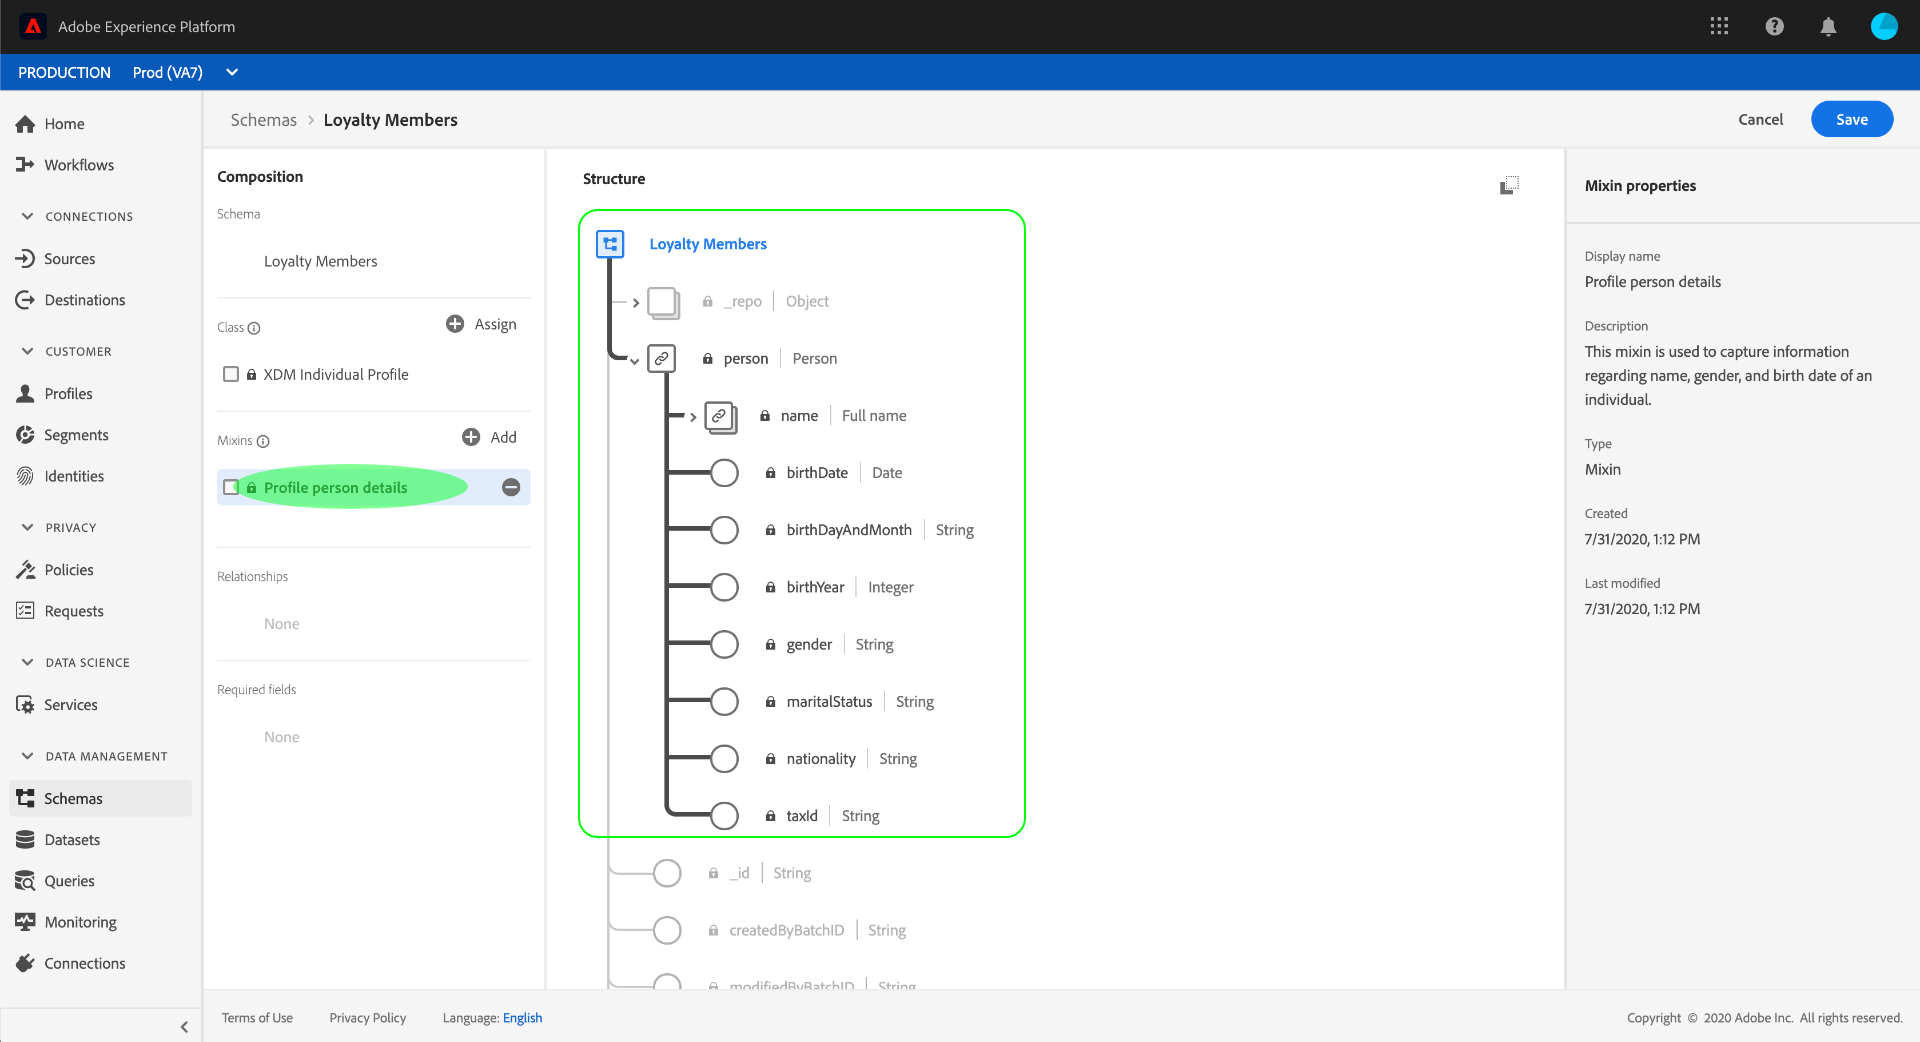 Adobe Experience Platform
PRODUCTION Prod (VA7)
Home
Workflows
CONNECTIONS
Sources
Destinations
CUSTOMER
Profiles
Segments
Identities
PRIVACY
Policies
Requests
DATA SCIENCE
Services
DATA MANAGEMENT
Schemas
Datasets
Queries
Monitoring
Connections
Schemas > Loyalty Members
Cancel
Save
Composition
Schema
Loyalty Members
Class
Assign
XDM Individual Profile
Mixins
Add
Profile person details
Relationships
None
Required fields
None
Structure
Loyalty Members
_repo | Object
person | Person
name | Full name
birthDate | Date
birthDayAndMonth | String
birthYear | Integer
gender | String
maritalStatus | String
nationality | String
taxId | String
_id | String
createdByBatchID | String
modifiedByBatchID | String
Mixin properties
Display name
Profile person details
Description
This mixin is used to capture information
regarding name, gender, and birth date of an
individual.
Type
Mixin
Created
7/31/2020, 1:12 PM
Last modified
7/31/2020, 1:12 PM
Terms of Use Privacy Policy Language: English
Copyright © 2020 Adobe Inc. All rights reserved.